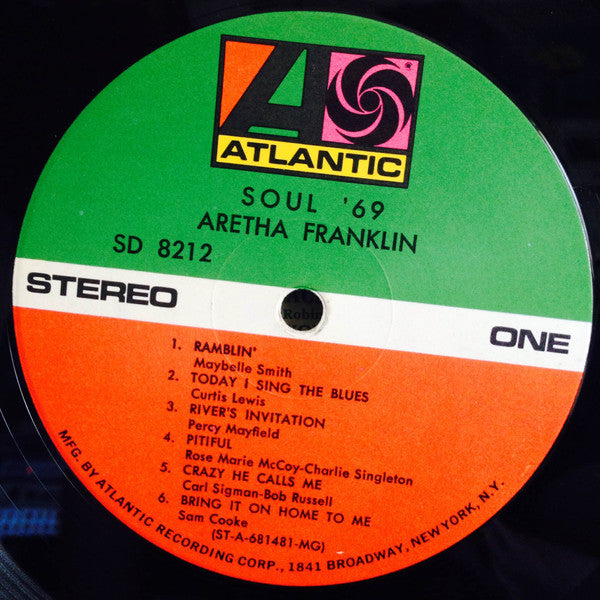 ATLANTIC
SOUL '69
ARETHA FRANKLIN
SD 8212
STEREO
ONE
1. RAMBLIN'
Maybelle Smith
2. TODAY I SING THE BLUES
Curtis Lewis
3. RIVER'S INVITATION
Percy Mayfield
4. PITIFUL
Rose Marie McCoy-Charlie Singleton
5. CRAZY HE CALLS ME
Carl Sigman-Bob Russell
6. BRING IT ON HOME TO ME
Sam Cooke
(ST-A-681481-MG)
MFG. BY ATLANTIC RECORDING CORP., 1841 BROADWAY, NEW YORK, N.Y.